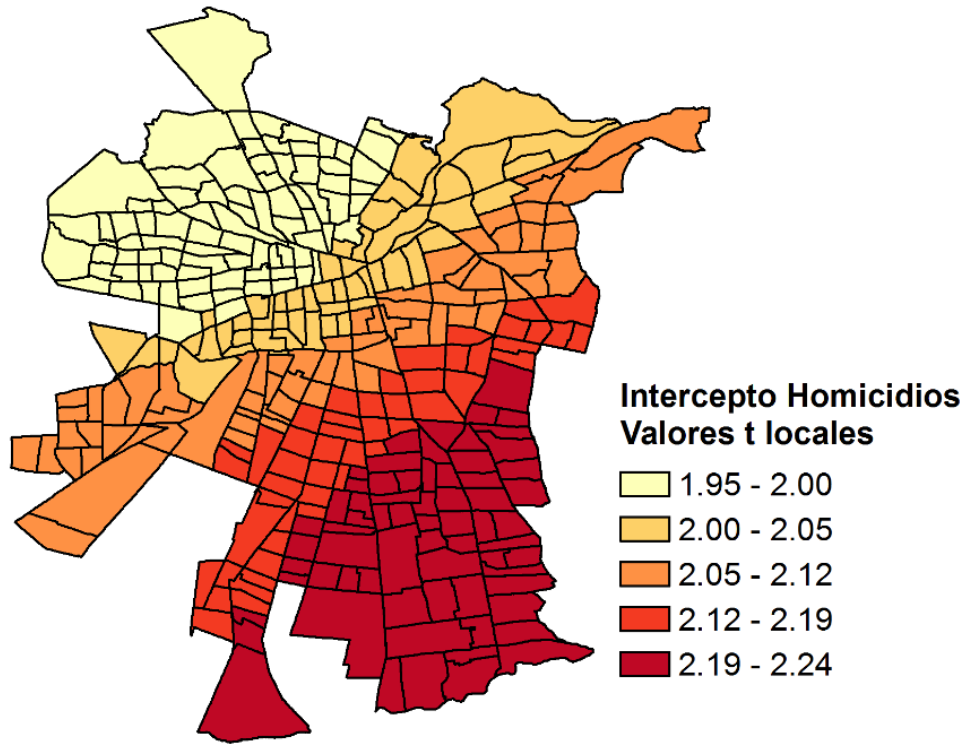 Intercepto Homicidios
Valores t locales
1.95 - 2.00
2.00 - 2.05
2.05 - 2.12
2.12 - 2.19
2.19 - 2.24